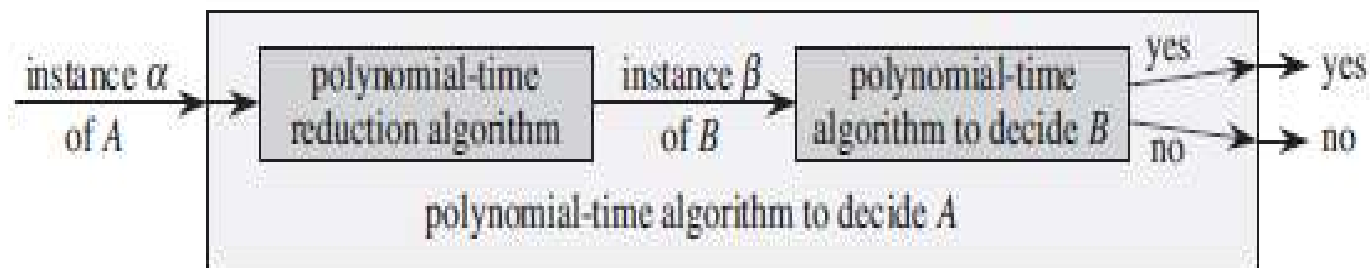 instance α
of A
polynomial-time
reduction algorithm
instance β
of B
polynomial-time
algorithm to decide B
yes
no
yes
no
polynomial-time algorithm to decide A